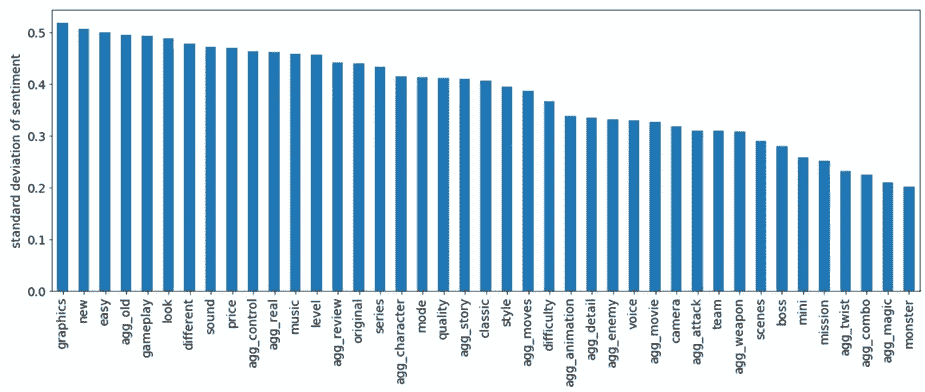 standard deviation of sentiment
0.5
0.4
0.3
0.2
0.1
0.0
graphics
new
easy
agg_old
gameplay
look
different
sound
price
agg_control
agg_real
music
level
agg_review
original
series
agg_character
mode
quality
agg_story
classic
style
agg_moves
difficulty
agg_animation
agg_detail
agg_enemy
voice
agg_movie
camera
agg_attack
team
agg_weapon
scenes
boss
mini
mission
agg_twist
agg_combo
agg_magic
monster